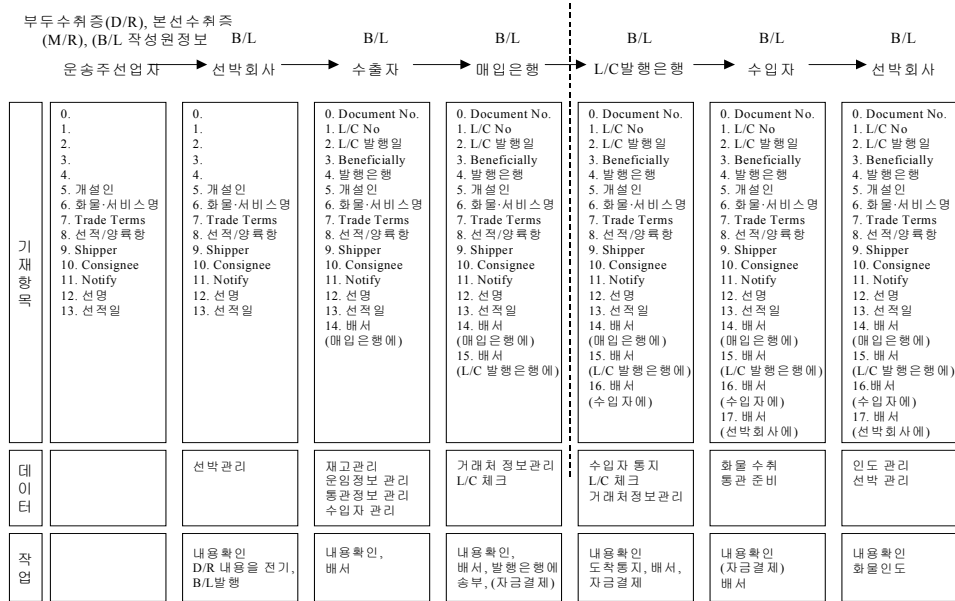 부두수취증(D/R), 본선수취증
(M/R), (B/L 작성원정보
B/L
B/L
B/L
B/L
B/L
B/L
운송주선업자
선박회사
수출자
매입은행
L/C발행은행
수입자
선박회사
기재항목
0.
1.
2.
3.
4.
5. 개설인
6. 화물·서비스명
7. Trade Terms
8. 선적/양륙항
9. Shipper
10. Consignee
11. Notify
12. 선명
13. 선적일
0.
1.
2.
3.
4.
5. 개설인
6. 화물·서비스명
7. Trade Terms
8. 선적/양륙항
9. Shipper
10. Consignee
11. Notify
12. 선명
13. 선적일
0. Document No.
1. L/C No
2. L/C 발행일
3. Beneficially
4. 발행은행
5. 개설인
6. 화물·서비스명
7. Trade Terms
8. 선적/양륙항
9. Shipper
10. Consignee
11. Notify
12. 선명
13. 선적일
14. 배서
(매입은행에)
0. Document No.
1. L/C No
2. L/C 발행일
3. Beneficially
4. 발행은행
5. 개설인
6. 화물·서비스명
7. Trade Terms
8. 선적/양륙항
9. Shipper
10. Consignee
11. Notify
12. 선명
13. 선적일
14. 배서
(매입은행에)
15. 배서
(L/C 발행은행에)
0. Document No.
1. L/C No
2. L/C 발행일
3. Beneficially
4. 발행은행
5. 개설인
6. 화물·서비스명
7. Trade Terms
8. 선적/양륙항
9. Shipper
10. Consignee
11. Notify
12. 선명
13. 선적일
14. 배서
(매입은행에)
15. 배서
(L/C 발행은행에)
16. 배서
(수입자에)
0. Document No.
1. L/C No
2. L/C 발행일
3. Beneficially
4. 발행은행
5. 개설인
6. 화물·서비스명
7. Trade Terms
8. 선적/양륙항
9. Shipper
10. Consignee
11. Notify
12. 선명
13. 선적일
14. 배서
(매입은행에)
15. 배서
(L/C 발행은행에)
16. 배서
(수입자에)
17. 배서
(선박회사에)
0. Document No.
1. L/C No
2. L/C 발행일
3. Beneficially
4. 발행은행
5. 개설인
6. 화물·서비스명
7. Trade Terms
8. 선적/양륙항
9. Shipper
10. Consignee
11. Notify
12. 선명
13. 선적일
14. 배서
(매입은행에)
15. 배서
(L/C 발행은행에)
16.배서
(수입자에)
17. 배서
(선박회사에)
데이터
선박관리
재고관리
운임정보 관리
통관정보 관리
수입자 관리
거래처 정보관리
L/C 체크
수입자 통지
L/C 체크
거래처정보관리
화물 수취
통관 준비
인도 관리
선박 관리
작업
내용확인
D/R 내용을 전기,
B/L발행
내용확인,
배서
내용확인,
배서, 발행은행에
송부, (자금결제)
내용확인
도착통지, 배서,
자금결제
내용확인
(자금결제)
배서
내용확인
화물인도